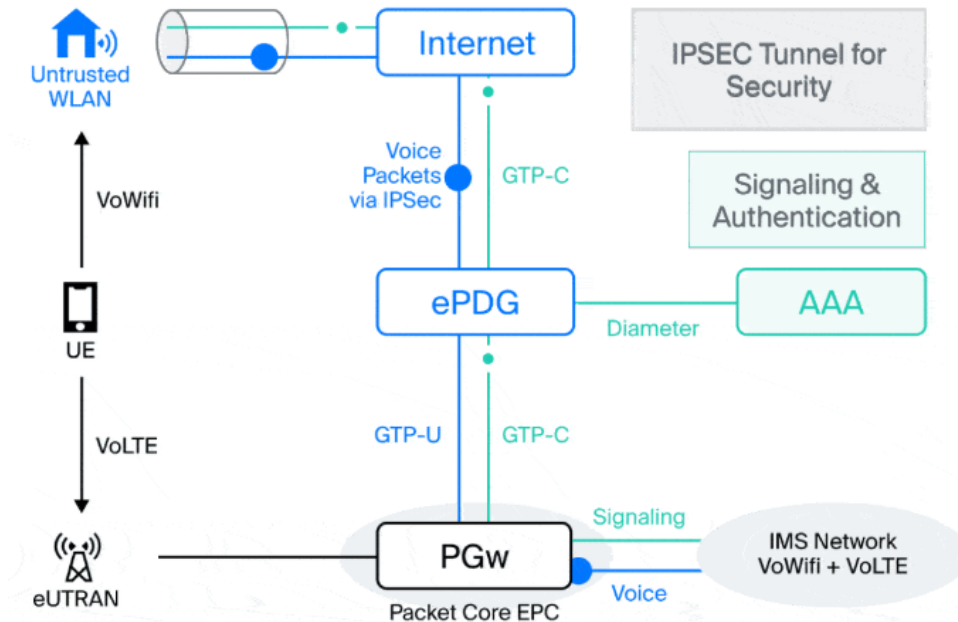 Internet
IPSEC Tunnel for
Security
Untrusted
WLAN
Voice
Packets
via IPSec
GTP-C
Signaling &
Authentication
VoWifi
UE
ePDG
Diameter
AAA
VoLTE
GTP-U
GTP-C
eUTRAN
PGw
Packet Core EPC
Signaling
Voice
IMS Network
VoWifi + VoLTE